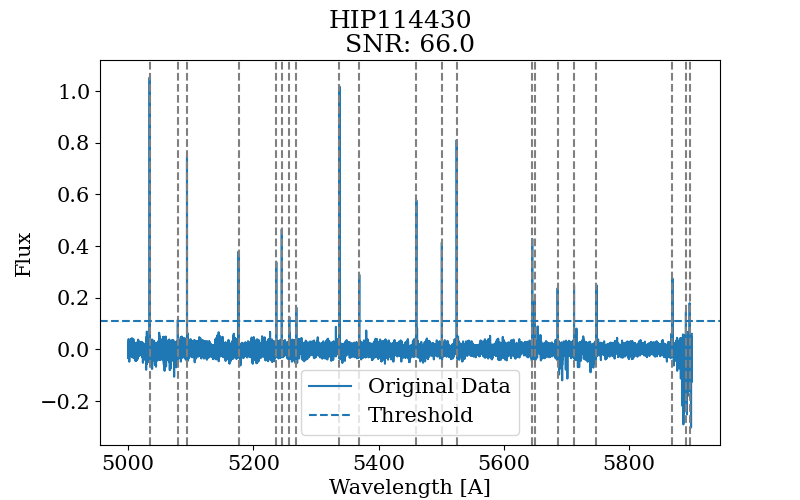 HIP114430
SNR: 66.0
1.0
0.8
0.6
0.4
0.2
0.0
−0.2
Flux
Original Data
Threshold
5000 5200 5400 5600 5800
Wavelength [A]